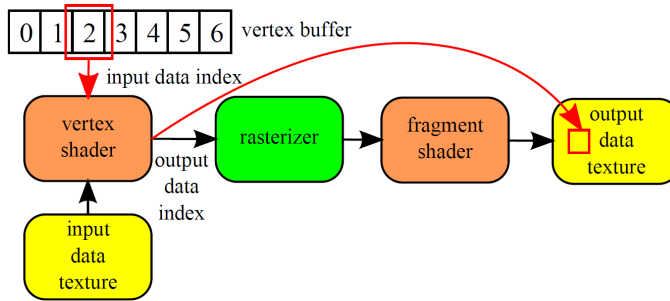 0 1 2 3 4 5 6
vertex buffer
input data index
vertex
shader
rasterizer
fragment
shader
output
data
texture
output
data
index
input
data
texture